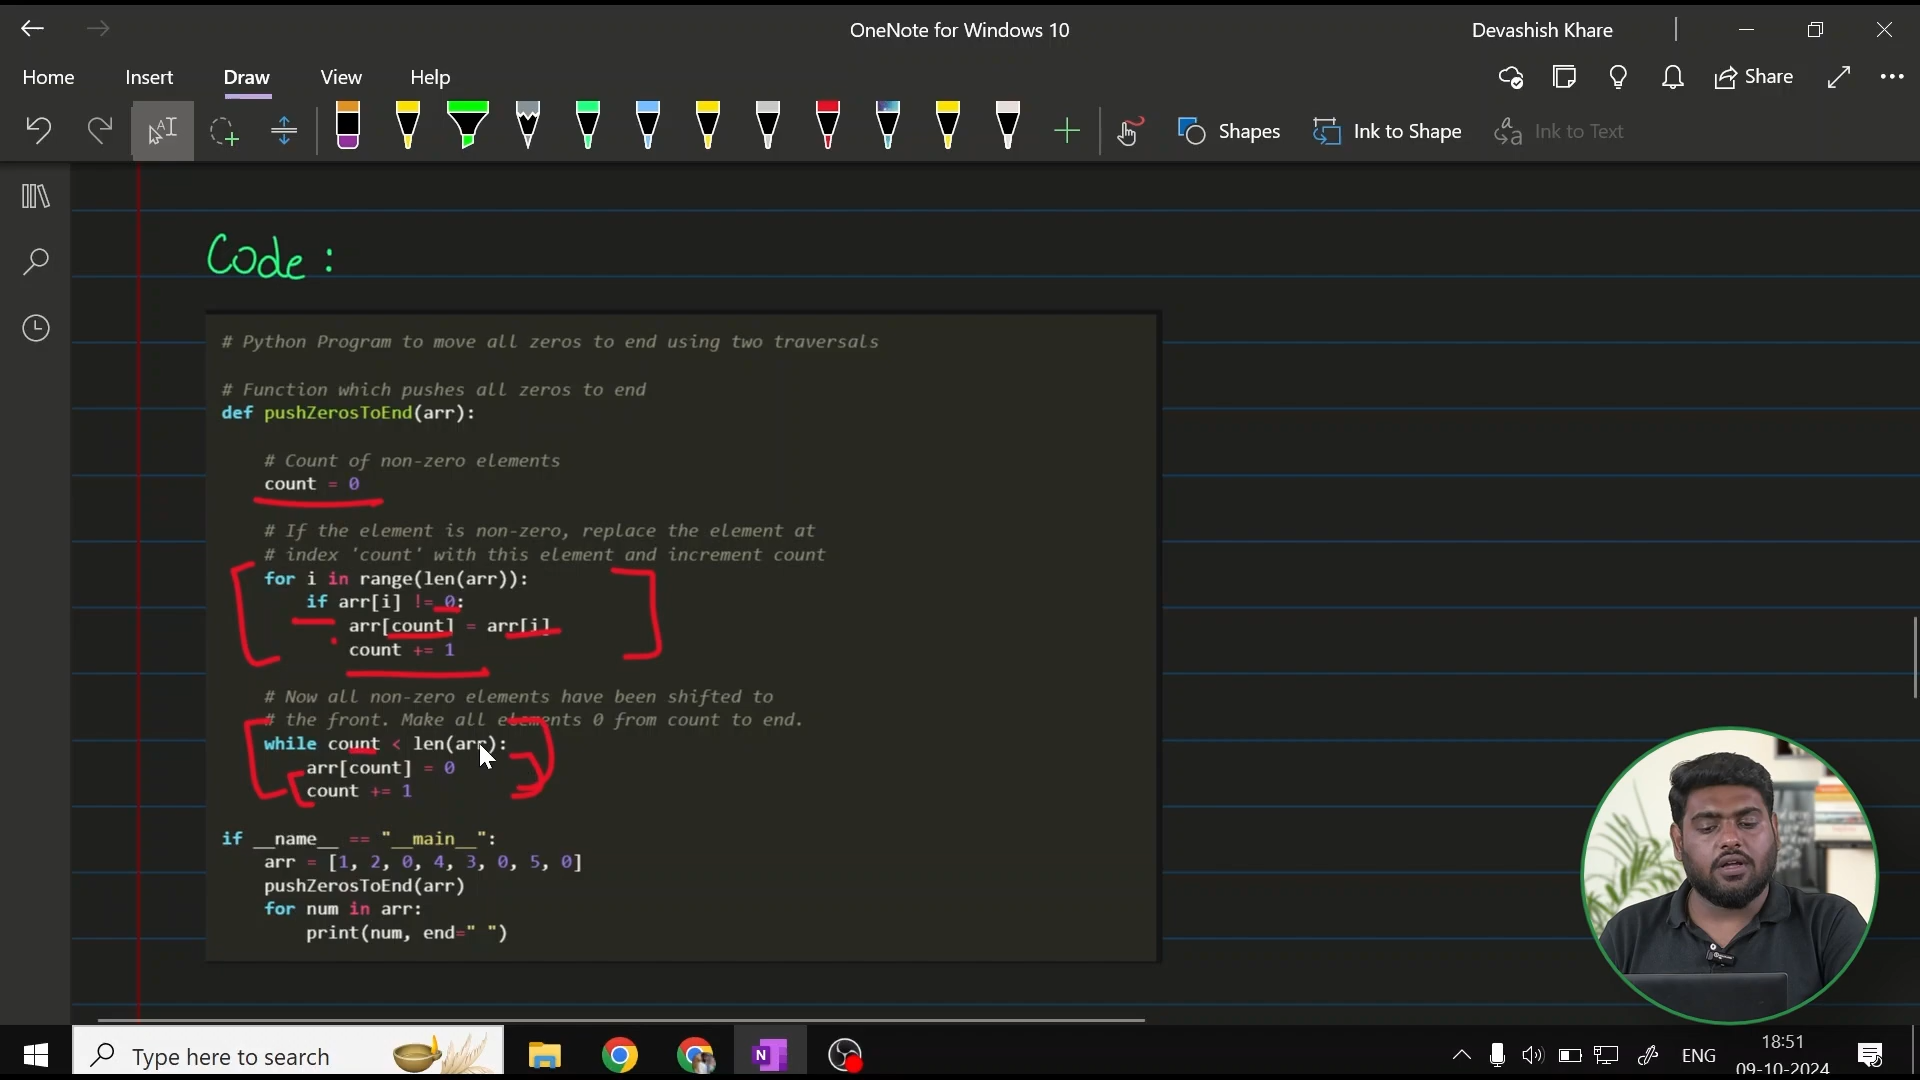 OneNote for Windows 10
Devashish Khare
Home Insert Draw View Help
Share
Shapes
Ink to Shape
Ink to Text
Code :
# Python Program to move all zeros to end using two traversals
# Function which pushes all zeros to end
def pushZerosToEnd(arr):
# Count of non-zero elements
count = 0
# If the element is non-zero, replace the element at
# index 'count' with this element and increment count
for i in range(len(arr)):
if arr[i] != 0:
arr[count] = arr[i]
count += 1
# Now all non-zero elements have been shifted to
# the front. Make all elements 0 from count to end.
while count < len(arr):
arr[count] = 0
count += 1
if __name__ == "__main__":
arr = [1, 2, 0, 4, 3, 0, 5, 0]
pushZerosToEnd(arr)
for num in arr:
print(num, end=" ")
Type here to search
ENG
18:51
09-10-2024